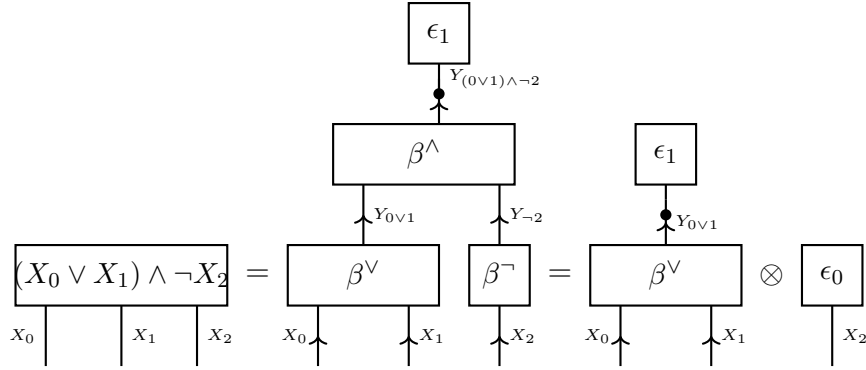 ϵ₁
Y₍₀∨₁₎∧¬₂
β^∧
ϵ₁
Y₀∨₁
Y¬₂
Y₀∨₁
(X₀ ∨ X₁) ∧ ¬X₂ = β^∨ β^¬ = β^∨ ⊗ ϵ₀
X₀ X₁ X₂ X₀ X₁ X₂ X₀ X₁ X₂